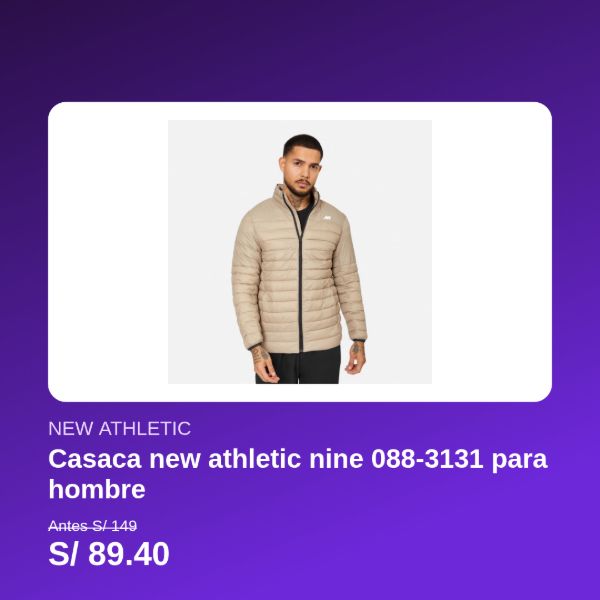 NEW ATHLETIC
Casaca new athletic nine 088-3131 para
hombre
Antes S/ 149
S/ 89.40